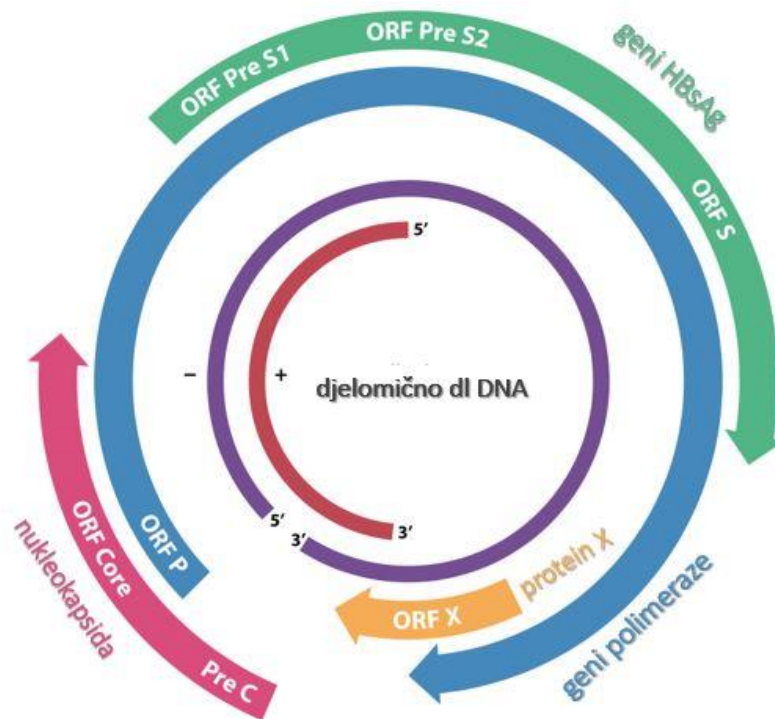 ORF Pre S1
ORF Pre S2
geni HBsAg
ORF S
5’
–
+
djelomično dl DNA
5’
3’
3’
ORF P
ORF Core
nukleokapsida
Pre C
ORF X
protein X
geni polimeraze